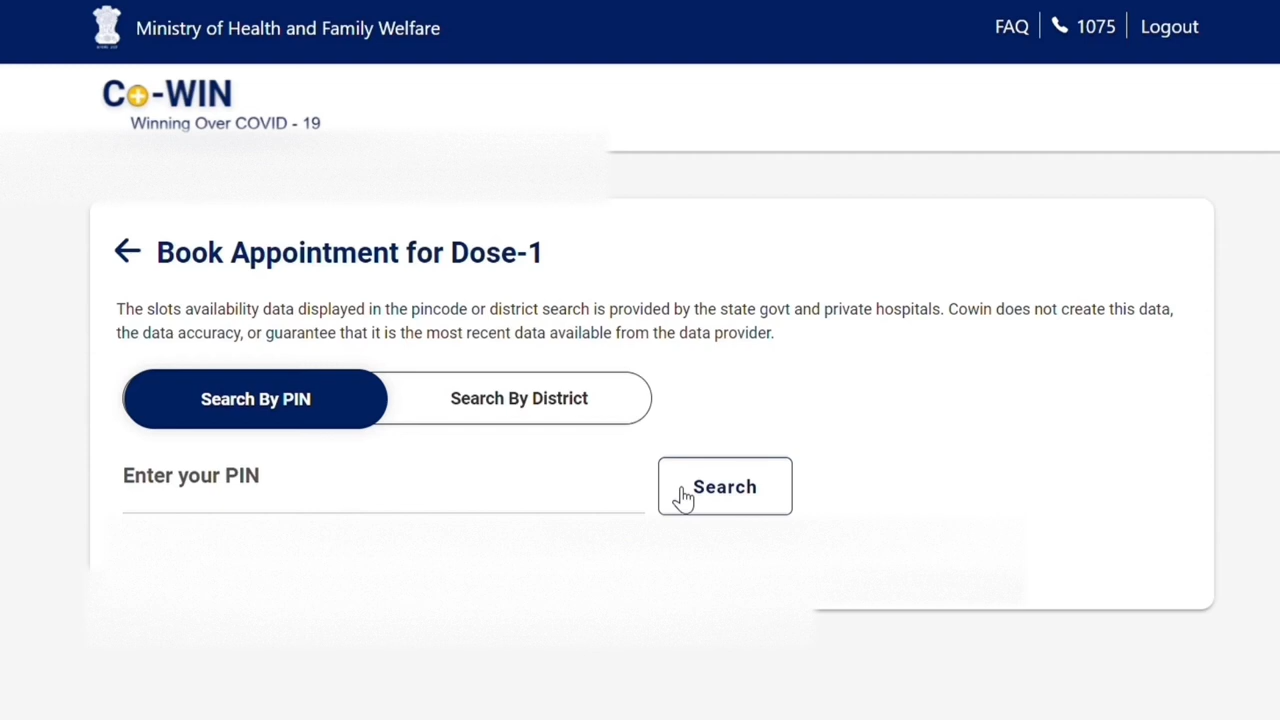 Ministry of Health and Family Welfare
FAQ 1075 Logout
Co-WIN
Winning Over COVID - 19
Book Appointment for Dose-1
The slots availability data displayed in the pincode or district search is provided by the state govt and private hospitals. Cowin does not create this data,
the data accuracy, or guarantee that it is the most recent data available from the data provider.
Search By PIN Search By District
Enter your PIN Search